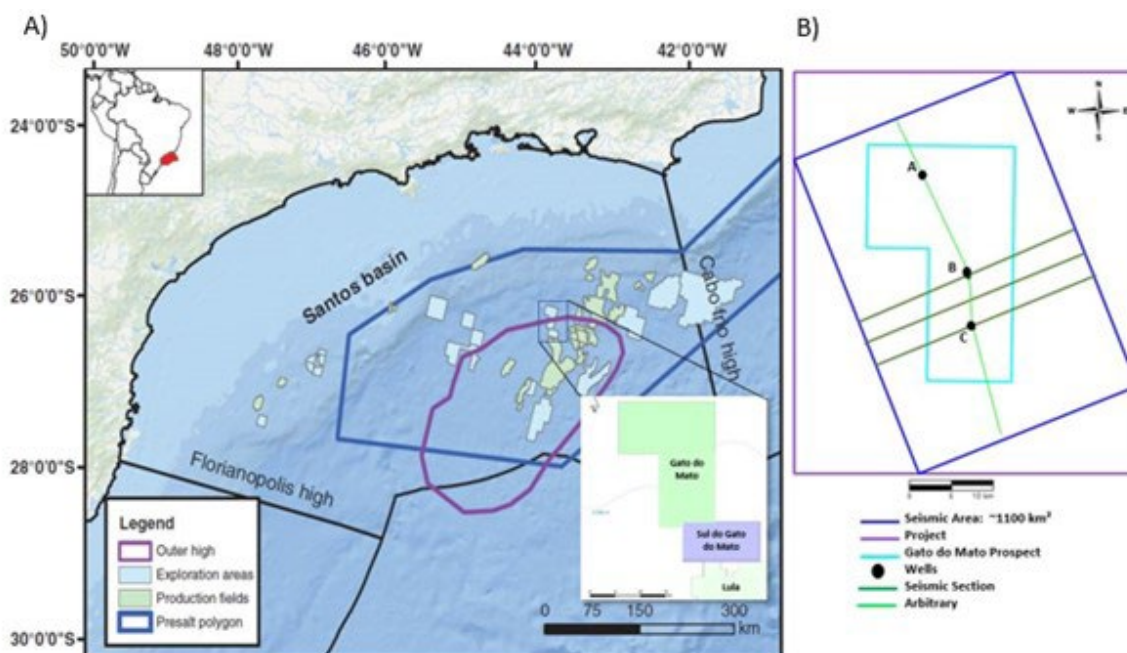 A)
50°0'0"W 48°0'0"W 46°0'0"W 44°0'0"W 42°0'0"W
24°0'0"S
26°0'0"S
28°0'0"S
30°0'0"S
Santos basin
Cabo frio high
Florianopolis high
Legend
Outer high
Exploration areas
Production fields
Presalt polygon
Gato do
Mato
Sul do Gato
do Mato
Lula
0 75 150 300
km
B)
N
W E
S
A
B
C
10 km
Seismic Area: ~1100 km²
Project
Gato do Mato Prospect
Wells
Seismic Section
Arbitrary